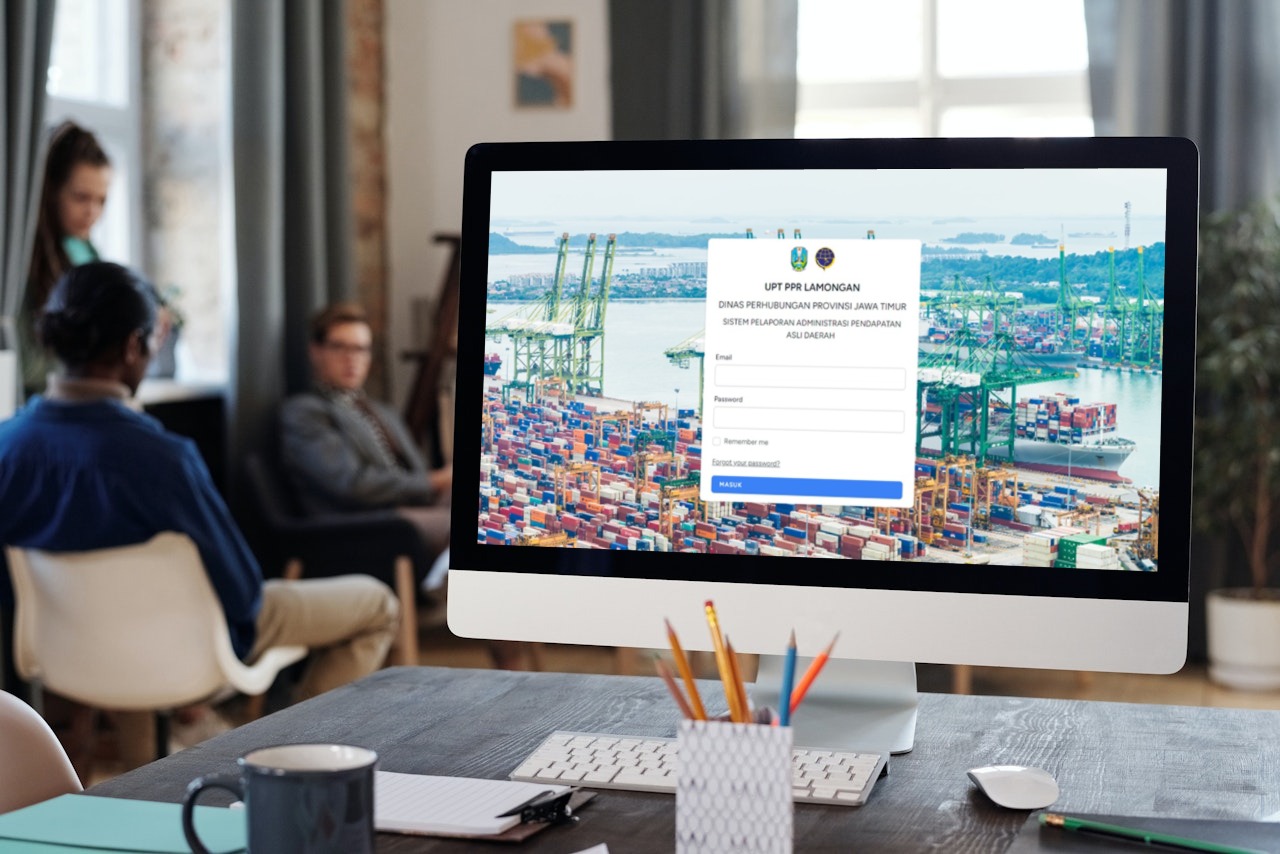 UPT PPR LAMONGAN
DINAS PERHUBUNGAN PROVINSI JAWA TIMUR
SISTEM PELAPORAN ADMINISTRASI PENDAPATAN
ASLI DAERAH
Email
Password
Remember me
Forgot your password?
MASUK